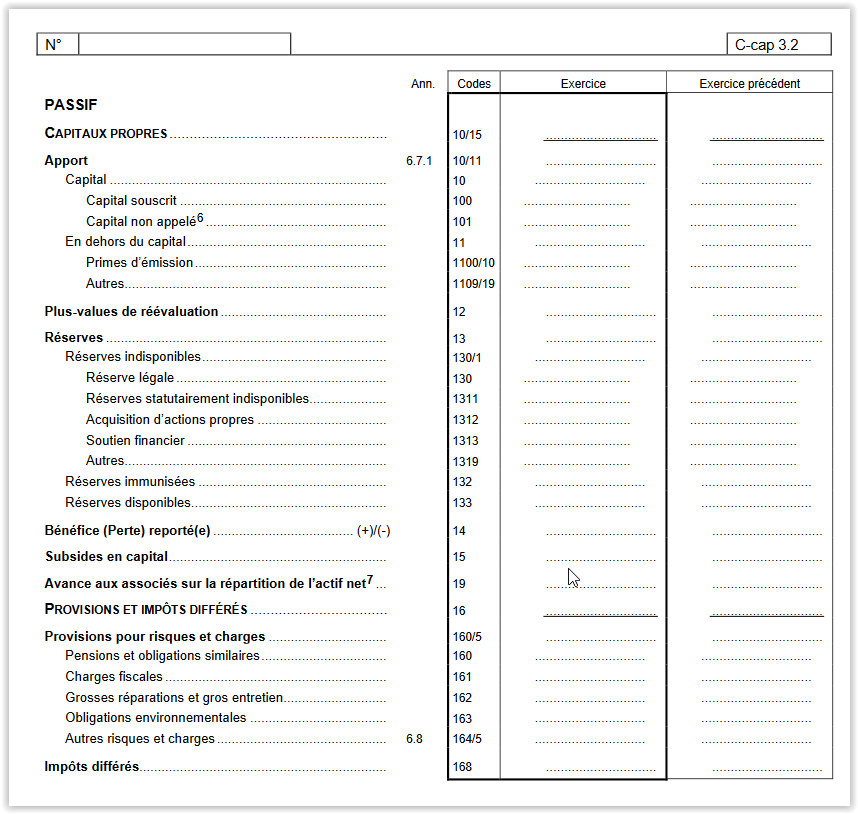 N° C-cap 3.2
Ann. Codes Exercice Exercice précédent
PASSIF
CAPITAUX PROPRES 10/15
Apport 6.7.1 10/11
Capital 10
Capital souscrit 100
Capital non appelé6 101
En dehors du capital 11
Primes d’émission 1100/10
Autres 1109/19
Plus-values de réévaluation 12
Réserves 13
Réserves indisponibles 130/1
Réserve légale 130
Réserves statutairement indisponibles 1311
Acquisition d’actions propres 1312
Soutien financier 1313
Autres 1319
Réserves immunisées 132
Réserves disponibles 133
Bénéfice (Perte) reporté(e) (+)/(-) 14
Subsides en capital 15
Avance aux associés sur la répartition de l’actif net7 19
PROVISIONS ET IMPÔTS DIFFÉRÉS 16
Provisions pour risques et charges 160/5
Pensions et obligations similaires 160
Charges fiscales 161
Grosses réparations et gros entretien 162
Obligations environnementales 163
Autres risques et charges 6.8 164/5
Impôts différés 168